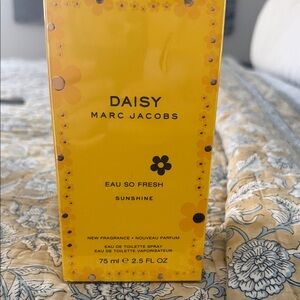 DAISY
MARC JACOBS
EAU SO FRESH
SUNSHINE
NEW FRAGRANCE • NOUVEAU PARFUM
EAU DE TOILETTE SPRAY
EAU DE TOILETTE VAPORISATEUR
75 ml ℮ 2.5 FL OZ